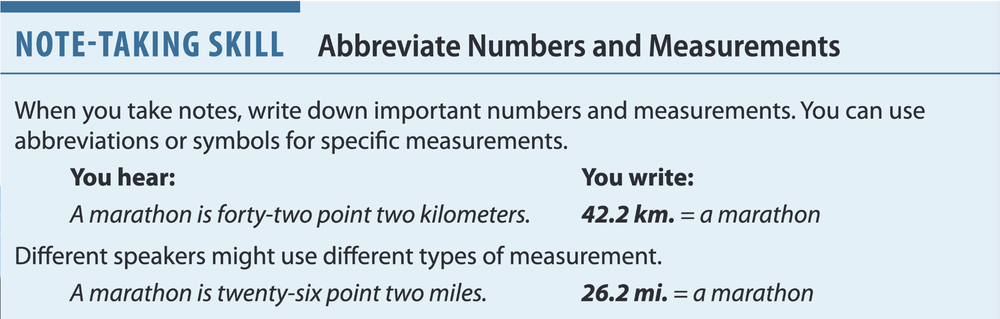 NOTE-TAKING SKILL Abbreviate Numbers and Measurements
When you take notes, write down important numbers and measurements. You can use
abbreviations or symbols for specific measurements.
You hear: You write:
A marathon is forty-two point two kilometers. 42.2 km. = a marathon
Different speakers might use different types of measurement.
A marathon is twenty-six point two miles. 26.2 mi. = a marathon